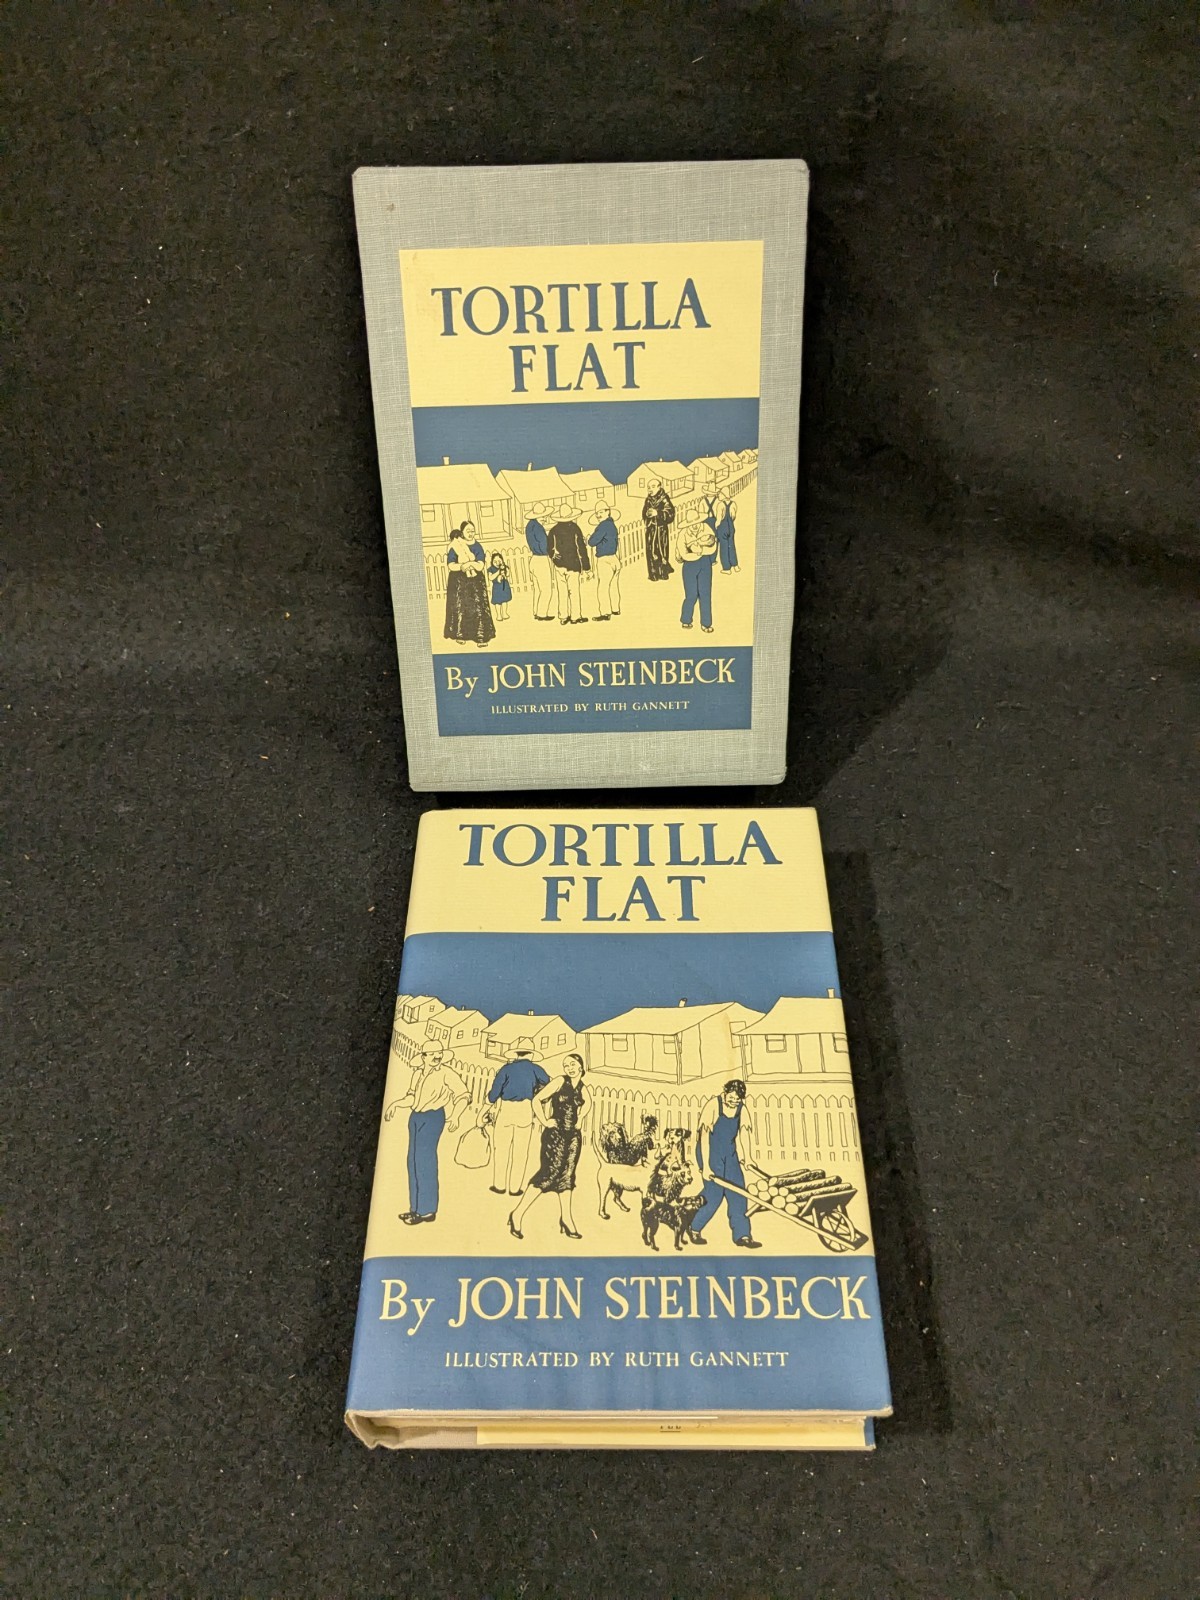 TORTILLA
FLAT
By JOHN STEINBECK
ILLUSTRATED BY RUTH GANNETT
TORTILLA
FLAT
By JOHN STEINBECK
ILLUSTRATED BY RUTH GANNETT